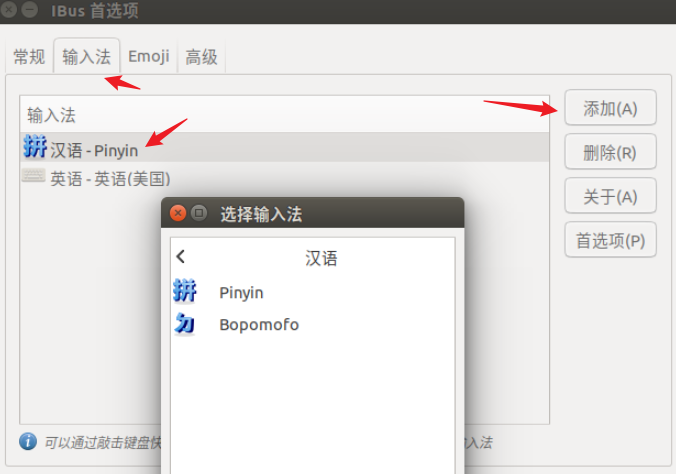 IBus 首选项
常规 输入法 Emoji 高级
输入法
添加(A)
汉语 - Pinyin
删除(R)
英语 - 英语(美国)
关于(A)
选择输入法
首选项(P)
汉语
拼 Pinyin
ㄌ Bopomofo
可以通过敲击键盘快
入法